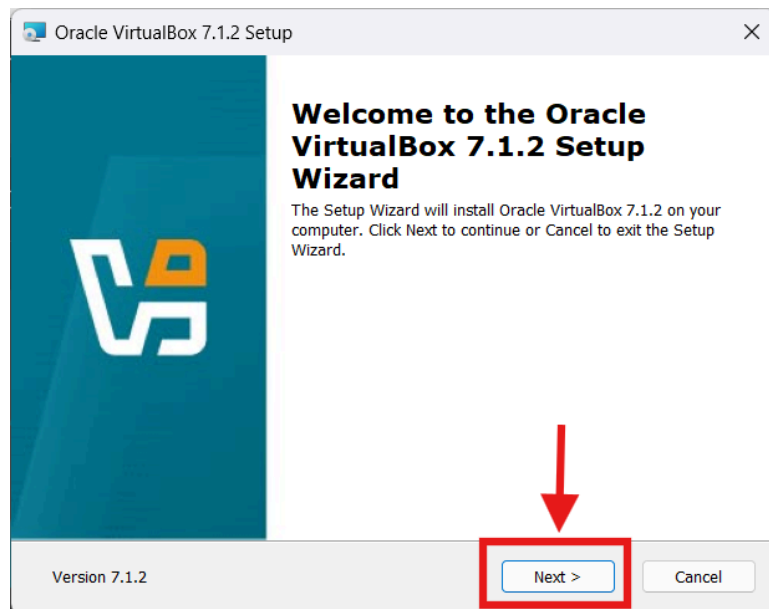 Oracle VirtualBox 7.1.2 Setup
Welcome to the Oracle
VirtualBox 7.1.2 Setup
Wizard
The Setup Wizard will install Oracle VirtualBox 7.1.2 on your
computer. Click Next to continue or Cancel to exit the Setup
Wizard.
Version 7.1.2
Next >
Cancel